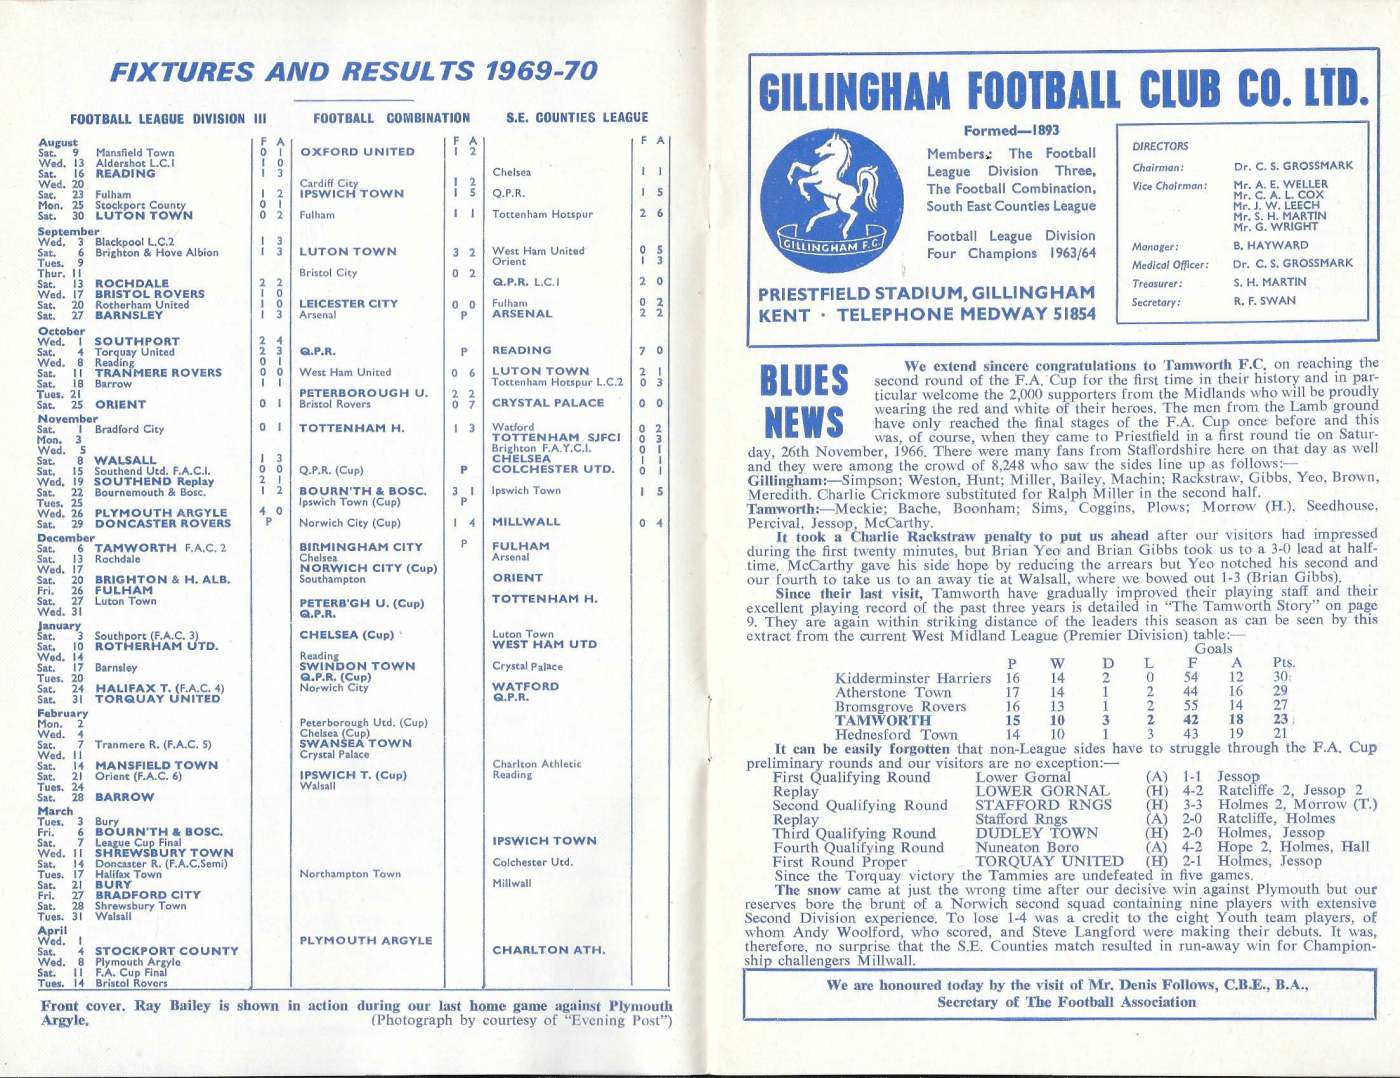 FIXTURES AND RESULTS 1969-70
FOOTBALL LEAGUE DIVISION III FOOTBALL COMBINATION S.E. COUNTIES LEAGUE
August F A F A F A
Sat. 9 Mansfield Town 0 1 OXFORD UNITED 1 2
Wed. 13 Aldershot L.C.1 1 0
Sat. 16 READING 1 3 Chelsea 1 1
Wed. 20 Cardiff City 1 2
Sat. 23 Fulham 1 2 IPSWICH TOWN 1 5 Q.P.R. 1 5
Mon. 25 Stockport County 0 1
Sat. 30 LUTON TOWN 0 2 Fulham 1 1 Tottenham Hotspur 2 6
September
Wed. 3 Blackpool L.C.2 1 3
Sat. 6 Brighton & Hove Albion 1 3 LUTON TOWN 3 2 West Ham United 0 5
Tues. 9 Orient 1 3
Thur. 11 Bristol City 0 2
Sat. 13 ROCHDALE 2 2 Q.P.R. L.C.I 2 0
Wed. 17 BRISTOL ROVERS 1 0
Sat. 20 Rotherham United 1 0 LEICESTER CITY 0 0 Fulham 0 2
Sat. 27 BARNSLEY 1 3 Arsenal P ARSENAL 2 2
October
Wed. 1 SOUTHPORT 2 4
Sat. 4 Torquay United 2 3 Q.P.R. P READING 7 0
Wed. 8 Reading 0 1
Sat. 11 TRANMERE ROVERS 0 0 West Ham United 0 6 LUTON TOWN 2 1
Sat. 18 Barrow 1 1 Tottenham Hotspur L.C.2 0 3
Tues. 21 PETERBOROUGH U. 2 2
Sat. 25 ORIENT 0 1 Bristol Rovers 0 7 CRYSTAL PALACE 0 0
November
Sat. 1 Bradford City 0 1 TOTTENHAM H. 1 3 Watford 0 2
Mon. 3 TOTTENHAM SJFCI 0 3
Wed. 5 Brighton F.A.Y.C.I 0 1
Sat. 8 WALSALL 1 3 CHELSEA 1 1
Sat. 15 Southend Utd. F.A.C.I. 0 0 Q.P.R. (Cup) P COLCHESTER UTD. 0 1
Wed. 19 SOUTHEND Replay 2 1
Sat. 22 Bournemouth & Bosc. 1 2 BOURN'TH & BOSC. 3 1 Ipswich Town 1 5
Tues. 25 Ipswich Town (Cup) P
Wed. 26 PLYMOUTH ARGYLE 4 0
Sat. 29 DONCASTER ROVERS P Norwich City (Cup) 1 4 MILLWALL 0 4
December
Sat. 6 TAMWORTH F.A.C. 2 BIRMINGHAM CITY P FULHAM
Sat. 13 Rochdale Chelsea Arsenal
Wed. 17 NORWICH CITY (Cup)
Sat. 20 BRIGHTON & H. ALB. Southampton ORIENT
Fri. 26 FULHAM
Sat. 27 Luton Town PETERB'GH U. (Cup) TOTTENHAM H.
Wed. 31 Q.P.R.
January
Sat. 3 Southport (F.A.C. 3) CHELSEA (Cup) Luton Town
Sat. 10 ROTHERHAM UTD. WEST HAM UTD
Wed. 14 Reading
Sat. 17 Barnsley SWINDON TOWN Crystal Palace
Tues. 20 Q.P.R. (Cup)
Sat. 24 HALIFAX T. (F.A.C. 4) Norwich City WATFORD
Sat. 31 TORQUAY UNITED Q.P.R.
February
Mon. 2 Peterborough Utd. (Cup)
Wed. 4 Chelsea (Cup)
Sat. 7 Tranmere R. (F.A.C. 5) SWANSEA TOWN
Wed. 11 Crystal Palace
Sat. 14 MANSFIELD TOWN Charlton Athletic
Sat. 21 Orient (F.A.C. 6) IPSWICH T. (Cup) Reading
Tues. 24 Walsall
Sat. 28 BARROW
March
Tues. 3 Bury
Fri. 6 BOURN'TH & BOSC.
Sat. 7 League Cup Final IPSWICH TOWN
Wed. 11 SHREWSBURY TOWN
Sat. 14 Doncaster R. (F.A.C.Semi) Colchester Utd.
Tues. 17 Halifax Town Northampton Town
Sat. 21 BURY Millwall
Fri. 27 BRADFORD CITY
Sat. 28 Shrewsbury Town
Tues. 31 Walsall
April
Wed. 1 PLYMOUTH ARGYLE
Sat. 4 STOCKPORT COUNTY CHARLTON ATH.
Wed. 8 Plymouth Argyle
Sat. 11 F.A. Cup Final
Tues. 14 Bristol Rovers
Front cover. Ray Bailey is shown in action during our last home game against Plymouth
Argyle. (Photograph by courtesy of "Evening Post")
GILLINGHAM FOOTBALL CLUB CO. LTD.
GILLINGHAM F.C.
Formed—1893
Members: The Football
League Division Three,
The Football Combination,
South East Counties League
Football League Division
Four Champions 1963/64
PRIESTFIELD STADIUM, GILLINGHAM
KENT · TELEPHONE MEDWAY 51854
DIRECTORS
Chairman: Dr. C. S. GROSSMARK
Vice Chairman: Mr. A. E. WELLER
Mr. C. A. L. COX
Mr. J. W. LEECH
Mr. S. H. MARTIN
Mr. G. WRIGHT
Manager: B. HAYWARD
Medical Officer: Dr. C. S. GROSSMARK
Treasurer: S. H. MARTIN
Secretary: R. F. SWAN
BLUES
NEWS
We extend sincere congratulations to Tamworth F.C. on reaching the
second round of the F.A. Cup for the first time in their history and in par-
ticular welcome the 2,000 supporters from the Midlands who will be proudly
wearing the red and white of their heroes. The men from the Lamb ground
have only reached the final stages of the F.A. Cup once before and this
was, of course, when they came to Priestfield in a first round tie on Satur-
day, 26th November, 1966. There were many fans from Staffordshire here on that day as well
and they were among the crowd of 8,248 who saw the sides line up as follows:—
Gillingham:—Simpson; Weston, Hunt; Miller, Bailey, Machin; Rackstraw, Gibbs, Yeo, Brown,
Meredith. Charlie Crickmore substituted for Ralph Miller in the second half.
Tamworth:—Meckie; Bache, Boonham; Sims, Coggins, Plows; Morrow (H.), Seedhouse,
Percival, Jessop, McCarthy.
It took a Charlie Rackstraw penalty to put us ahead after our visitors had impressed
during the first twenty minutes, but Brian Yeo and Brian Gibbs took us to a 3-0 lead at half-
time. McCarthy gave his side hope by reducing the arrears but Yeo notched his second and
our fourth to take us to an away tie at Walsall, where we bowed out 1-3 (Brian Gibbs).
Since their last visit, Tamworth have gradually improved their playing staff and their
excellent playing record of the past three years is detailed in "The Tamworth Story" on page
9. They are again within striking distance of the leaders this season as can be seen by this
extract from the current West Midland League (Premier Division) table:—
Goals
P W D L F A Pts.
Kidderminster Harriers 16 14 2 0 54 12 30
Atherstone Town 17 14 1 2 44 16 29
Bromsgrove Rovers 16 13 1 2 55 14 27
TAMWORTH 15 10 3 2 42 18 23
Hednesford Town 14 10 1 3 43 19 21
It can be easily forgotten that non-League sides have to struggle through the F.A. Cup
preliminary rounds and our visitors are no exception:—
First Qualifying Round Lower Gornal (A) 1-1 Jessop
Replay LOWER GORNAL (H) 4-2 Ratcliffe 2, Jessop 2
Second Qualifying Round STAFFORD RNGS (H) 3-3 Holmes 2, Morrow (T.)
Replay Stafford Rngs (A) 2-0 Ratcliffe, Holmes
Third Qualifying Round DUDLEY TOWN (H) 2-0 Holmes, Jessop
Fourth Qualifying Round Nuneaton Boro (A) 4-2 Hope 2, Holmes, Hall
First Round Proper TORQUAY UNITED (H) 2-1 Holmes, Jessop
Since the Torquay victory the Tammies are undefeated in five games.
The snow came at just the wrong time after our decisive win against Plymouth but our
reserves bore the brunt of a Norwich second squad containing nine players with extensive
Second Division experience. To lose 1-4 was a credit to the eight Youth team players, of
whom Andy Woolford, who scored, and Steve Langford were making their debuts. It was,
therefore, no surprise that the S.E. Counties match resulted in run-away win for Champion-
ship challengers Millwall.
We are honoured today by the visit of Mr. Denis Follows, C.B.E., B.A.,
Secretary of The Football Association